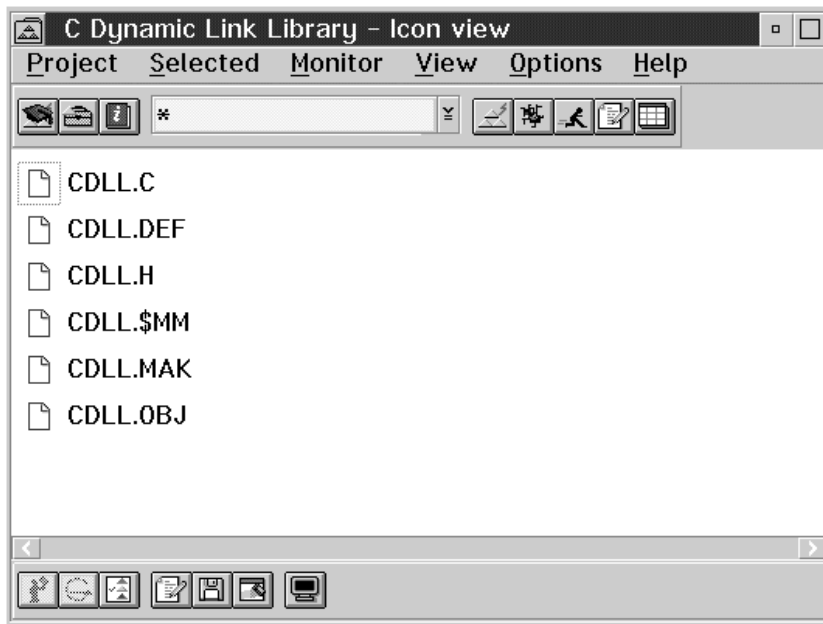 C Dynamic Link Library - Icon view
Project Selected Monitor View Options Help
*
CDLL.C
CDLL.DEF
CDLL.H
CDLL.$MM
CDLL.MAK
CDLL.OBJ